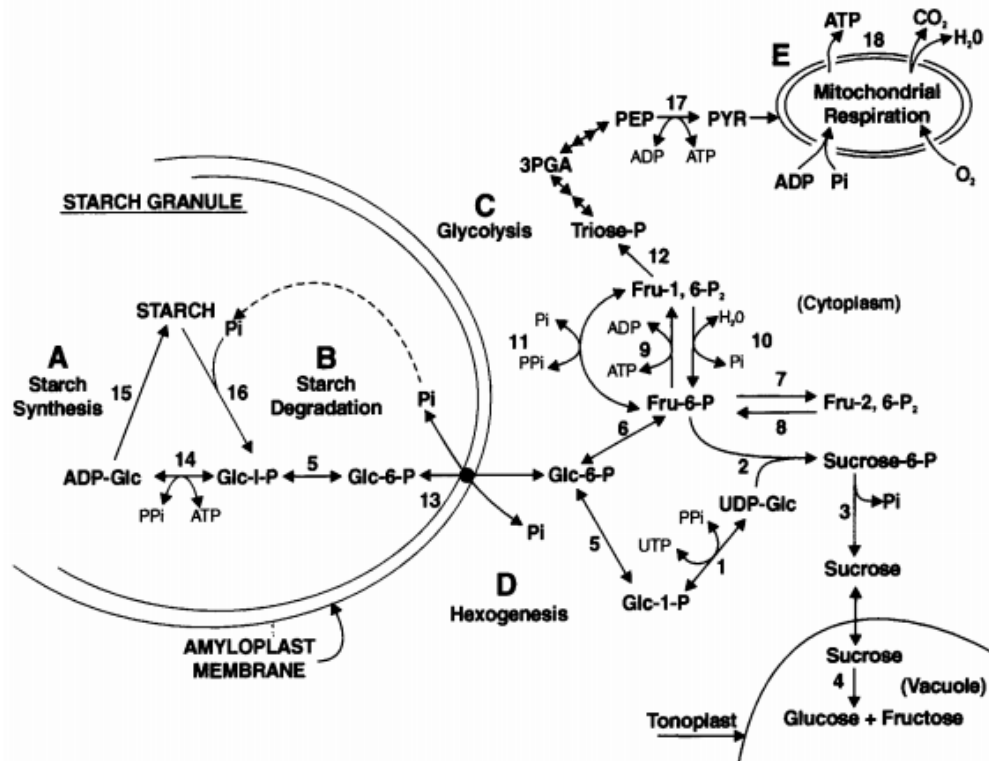 ATP
18
CO₂
H₂0
E
Mitochondrial
Respiration
ADP
Pi
O₂
17
PEP
PYR
ADP
ATP
3PGA
C
Glycolysis
Triose-P
12
STARCH GRANULE
Fru-1, 6-P₂
(Cytoplasm)
STARCH
Pi
A
Starch
Synthesis
15
16
B
Starch
Degradation
Pi
Pi
11
PPi
ADP
9
ATP
H₂0
10
Pi
7
Fru-6-P
Fru-2, 6-P₂
8
6
ADP-Glc
14
Glc-I-P
5
Glc-6-P
13
Glc-6-P
2
Sucrose-6-P
PPi
ATP
Pi
UDP-Glc
3
Pi
5
PPi
UTP
1
D
Hexogenesis
Glc-1-P
Sucrose
AMYLOPLAST
MEMBRANE
Sucrose
4
(Vacuole)
Tonoplast
Glucose + Fructose